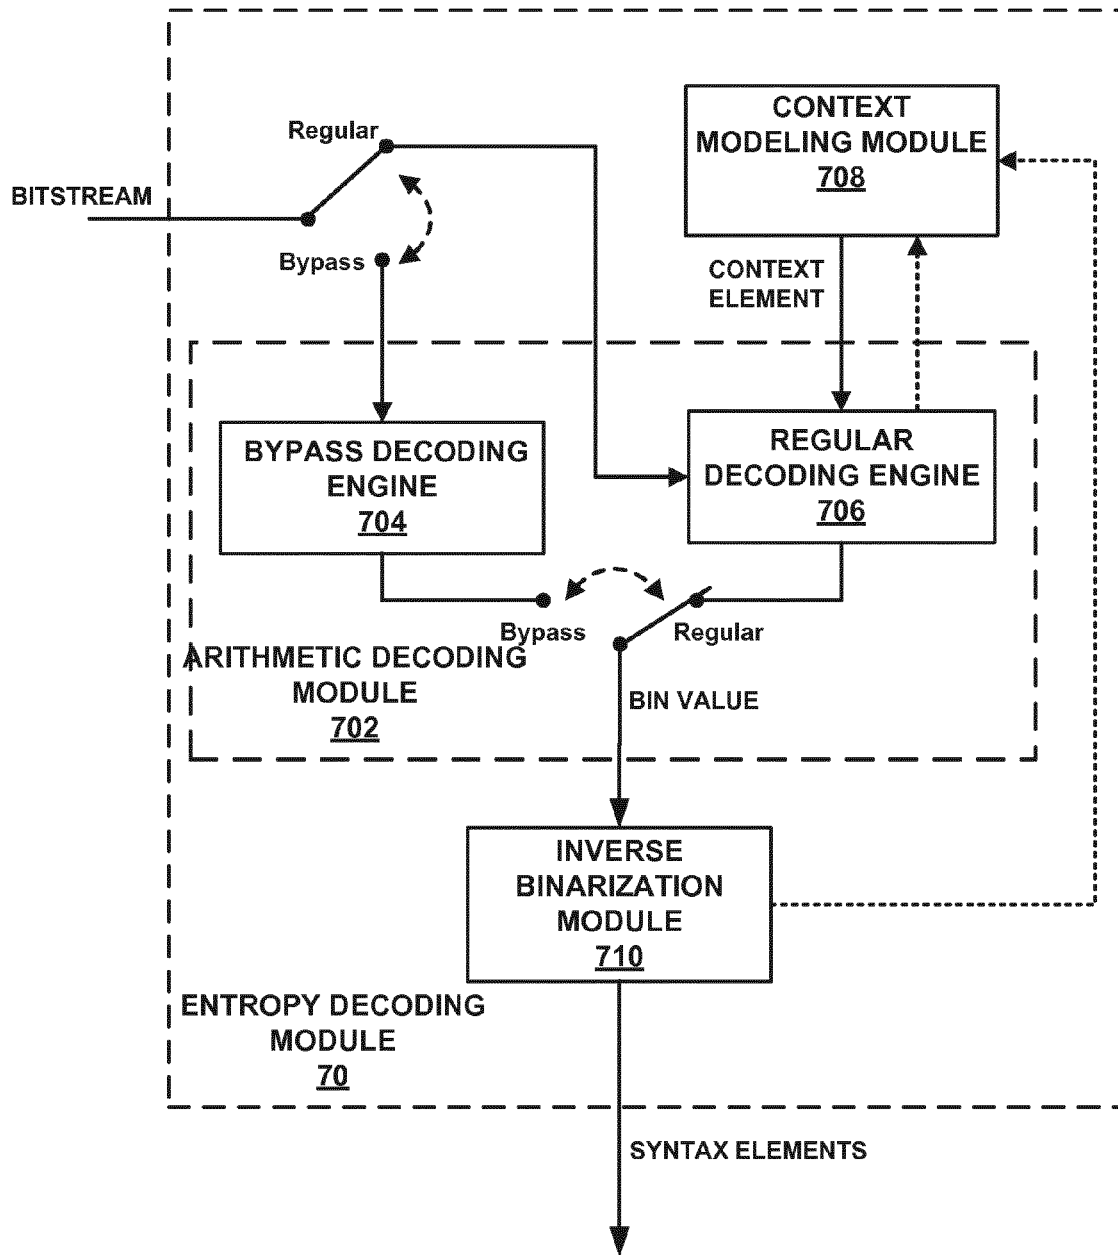 Regular
CONTEXT
MODELING MODULE
708
BITSTREAM
Bypass
CONTEXT
ELEMENT
BYPASS DECODING
ENGINE
704
REGULAR
DECODING ENGINE
706
Bypass
Regular
ARITHMETIC DECODING
MODULE
702
BIN VALUE
INVERSE
BINARIZATION
MODULE
710
ENTROPY DECODING
MODULE
70
SYNTAX ELEMENTS